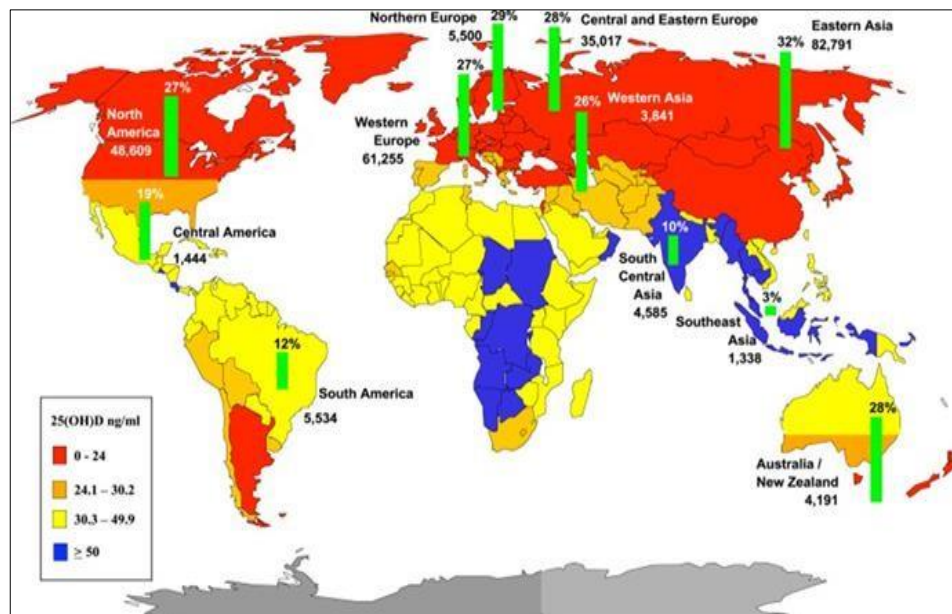 29%
28%
Northern Europe
5,500
Central and Eastern Europe
35,017
Eastern Asia
82,791
32%
27%
27%
North
America
48,609
Western
Europe
61,255
26%
Western Asia
3,841
19%
Central America
1,444
10%
South
Central
Asia
4,585
3%
Southeast
Asia
1,338
12%
South America
5,534
28%
Australia /
New Zealand
4,191
25(OH)D ng/ml
0 - 24
24.1 – 30.2
30.3 – 49.9
≥ 50